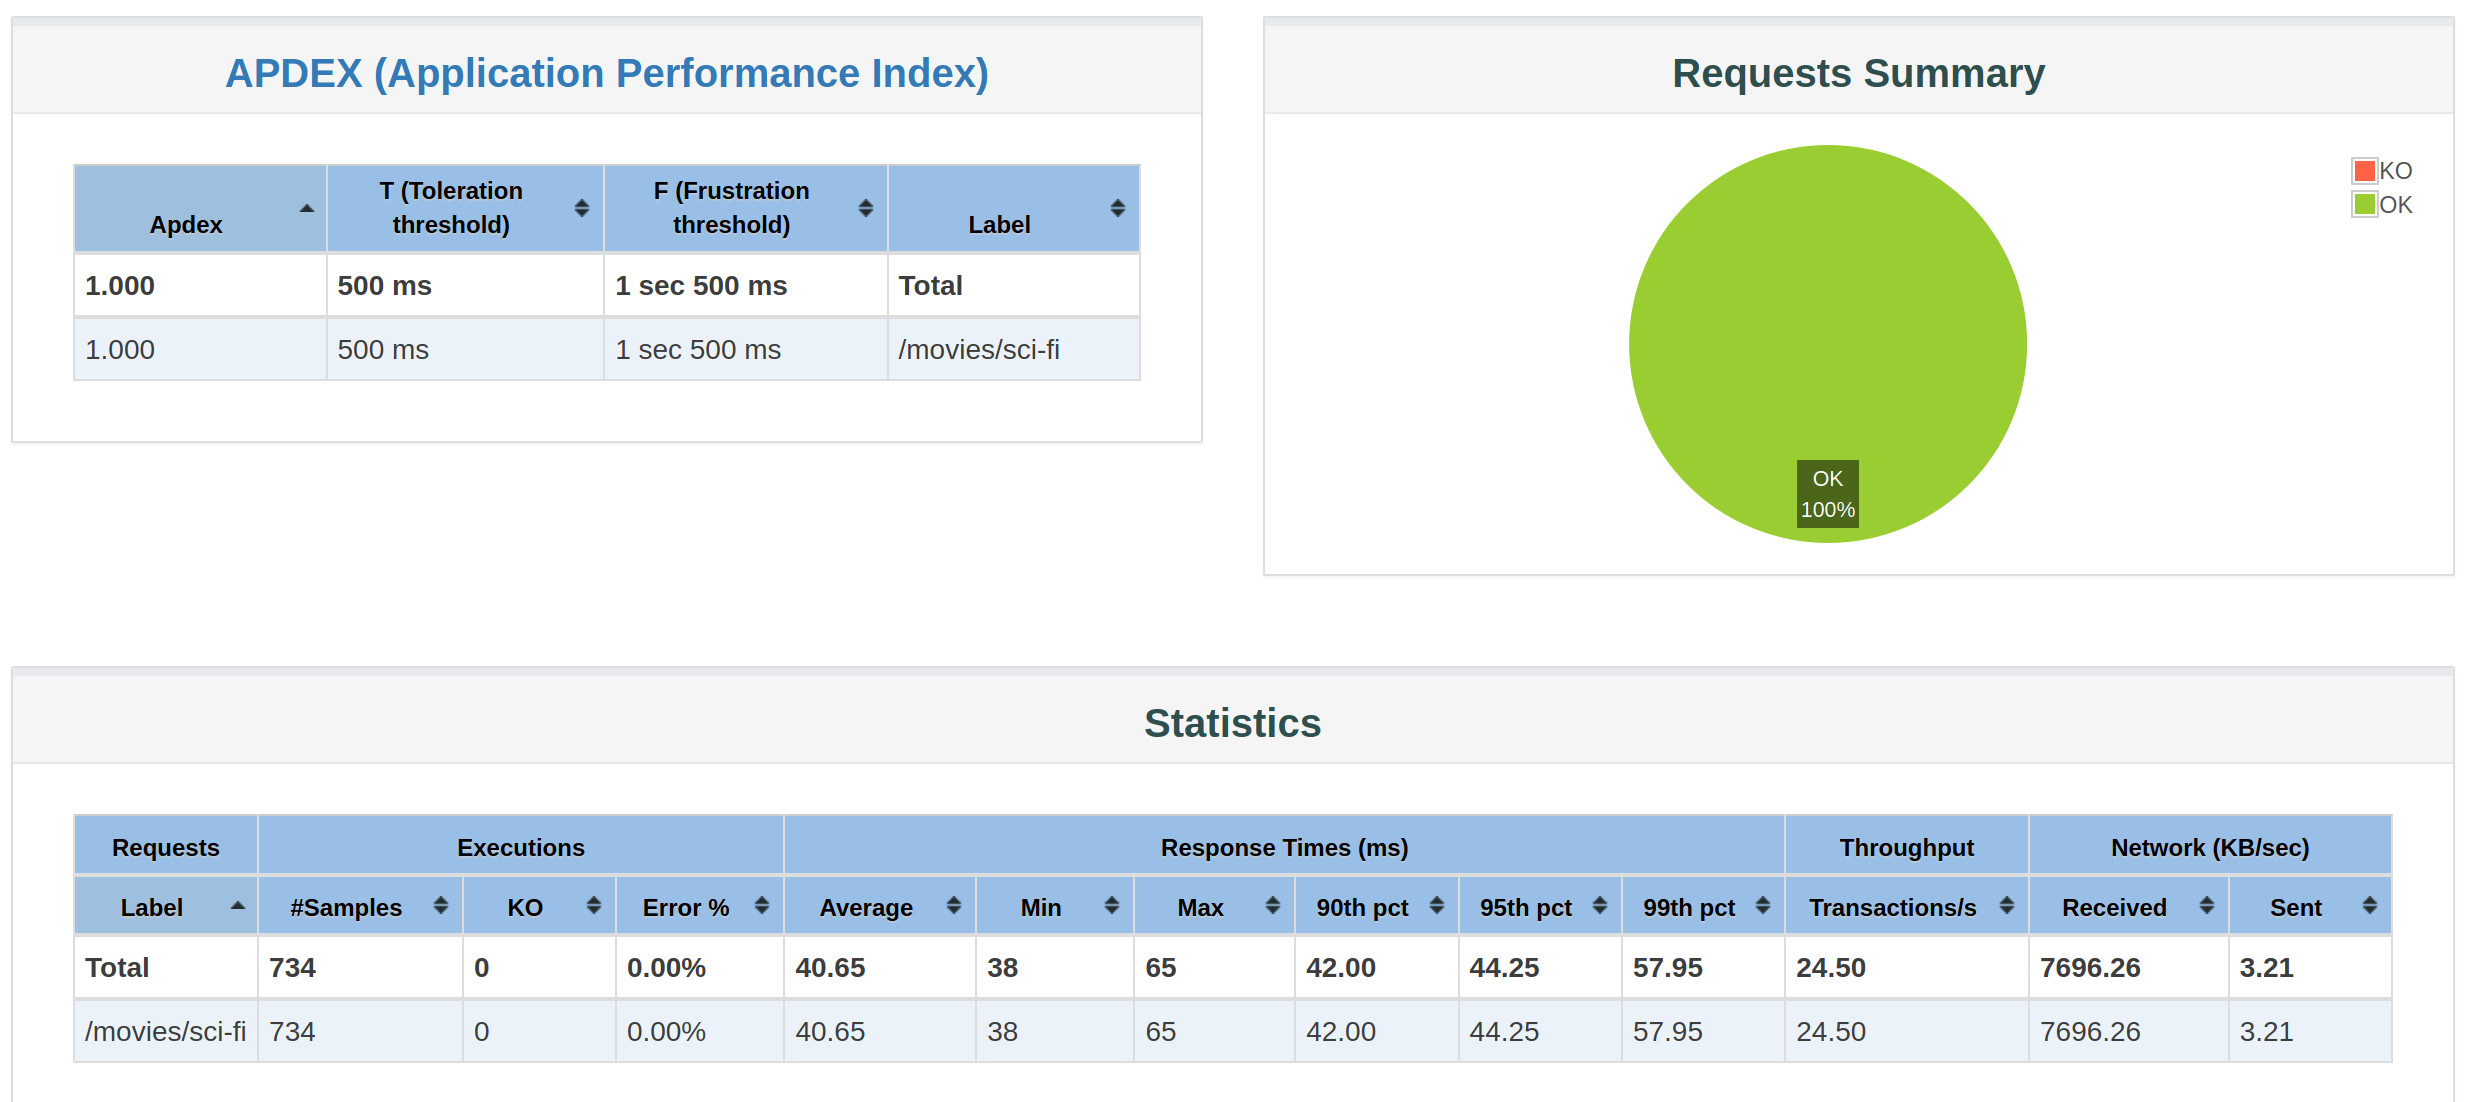 APDEX (Application Performance Index)
Apdex
T (Toleration
threshold)
F (Frustration
threshold)
Label
1.000 500 ms 1 sec 500 ms Total
1.000 500 ms 1 sec 500 ms /movies/sci-fi
Requests Summary
KO
OK
OK
100%
Statistics
Requests Executions Response Times (ms) Throughput Network (KB/sec)
Label #Samples KO Error % Average Min Max 90th pct 95th pct 99th pct Transactions/s Received Sent
Total 734 0 0.00% 40.65 38 65 42.00 44.25 57.95 24.50 7696.26 3.21
/movies/sci-fi 734 0 0.00% 40.65 38 65 42.00 44.25 57.95 24.50 7696.26 3.21